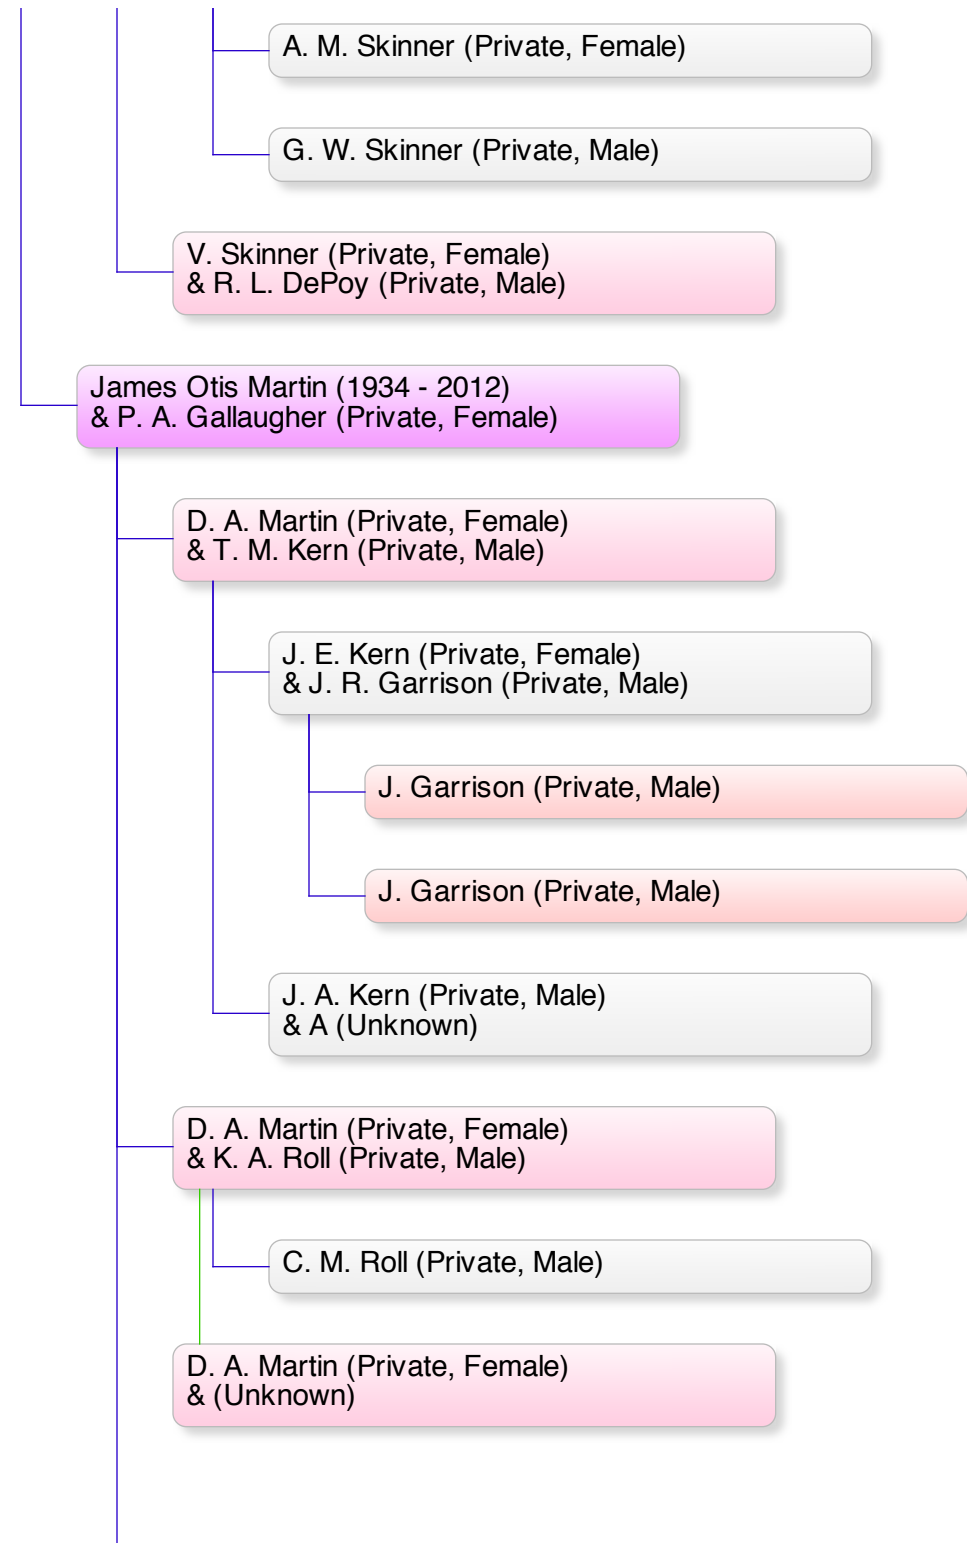 A. M. Skinner (Private, Female)
G. W. Skinner (Private, Male)
V. Skinner (Private, Female)
& R. L. DePoy (Private, Male)
James Otis Martin (1934 - 2012)
& P. A. Gallaugher (Private, Female)
D. A. Martin (Private, Female)
& T. M. Kern (Private, Male)
J. E. Kern (Private, Female)
& J. R. Garrison (Private, Male)
J. Garrison (Private, Male)
J. Garrison (Private, Male)
J. A. Kern (Private, Male)
& A (Unknown)
D. A. Martin (Private, Female)
& K. A. Roll (Private, Male)
C. M. Roll (Private, Male)
D. A. Martin (Private, Female)
& (Unknown)